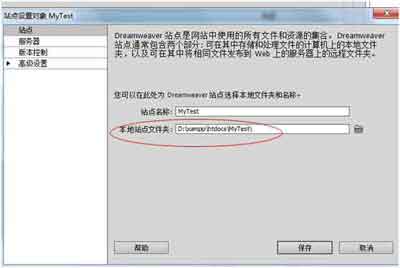 站点设置对象 MyTest
站点
服务器
版本控制
高级设置
Dreamweaver 站点是网站中使用的所有文件和资源的集合。Dreamweaver
站点通常包含两个部分: 可在其中存储和处理文件的计算机上的本地文件
夹，以及可在其中将相同文件发布到 Web 上的服务器上的远程文件夹。
您可以在此处为 Dreamweaver 站点选择本地文件夹和名称。
站点名称: MyTest
本地站点文件夹: D:\xampp\htdocs\MyTest\
帮助
保存
取消